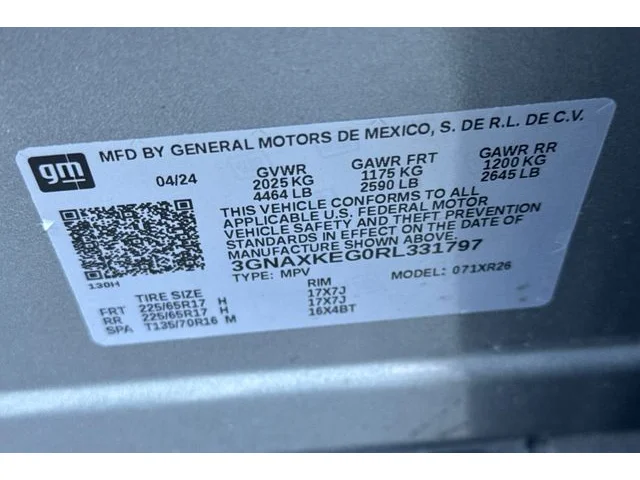 gm
MFD BY GENERAL MOTORS DE MEXICO, S. DE R.L. DE C.V.
04/24 GVWR GAWR FRT GAWR RR
2025 KG 1175 KG 1200 KG
4464 LB 2590 LB 2645 LB
THIS VEHICLE CONFORMS TO ALL
APPLICABLE U.S. FEDERAL MOTOR
VEHICLE SAFETY AND THEFT PREVENTION
STANDARDS IN EFFECT ON THE DATE OF
MANUFACTURE SHOWN ABOVE.
3GNAXKEG0RL331797
130H TYPE: MPV MODEL: 071XR26
TIRE SIZE RIM
FRT 225/65R17 H 17X7J
RR 225/65R17 H 17X7J
SPA T135/70R16 M 16X4BT